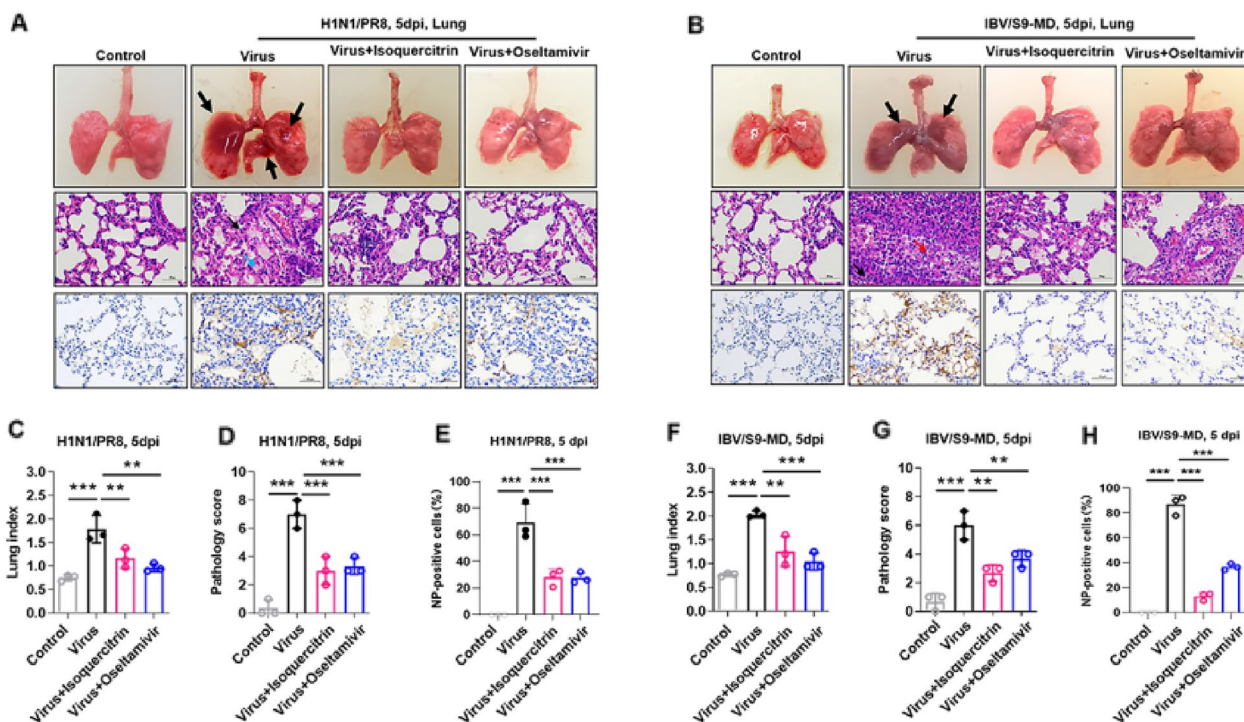 A
H1N1/PR8, 5dpi, Lung
Control
Virus
Virus+Isoquercitrin
Virus+Oseltamivir
B
IBV/S9-MD, 5dpi, Lung
Control
Virus
Virus+Isoquercitrin
Virus+Oseltamivir
C
H1N1/PR8, 5dpi
Lung index
3.0
2.5
2.0
1.5
1.0
0.5
0.0
***
**
**
Control
Virus
Virus+Isoquercitrin
Virus+Oseltamivir
D
H1N1/PR8, 5dpi
Pathology score
10
8
6
4
2
0
***
***
***
Control
Virus
Virus+Isoquercitrin
Virus+Oseltamivir
E
H1N1/PR8, 5 dpi
NP-positive cells (%)
100
80
60
40
20
0
***
***
***
Control
Virus
Virus+Isoquercitrin
Virus+Oseltamivir
F
IBV/S9-MD, 5dpi
Lung index
3.0
2.5
2.0
1.5
1.0
0.5
0.0
***
**
***
Control
Virus
Virus+Isoquercitrin
Virus+Oseltamivir
G
IBV/S9-MD, 5dpi
Pathology score
10
8
6
4
2
0
***
**
**
Control
Virus
Virus+Isoquercitrin
Virus+Oseltamivir
H
IBV/S9-MD, 5 dpi
NP-positive cells (%)
100
80
60
40
20
0
***
***
***
Control
Virus
Virus+Isoquercitrin
Virus+Oseltamivir